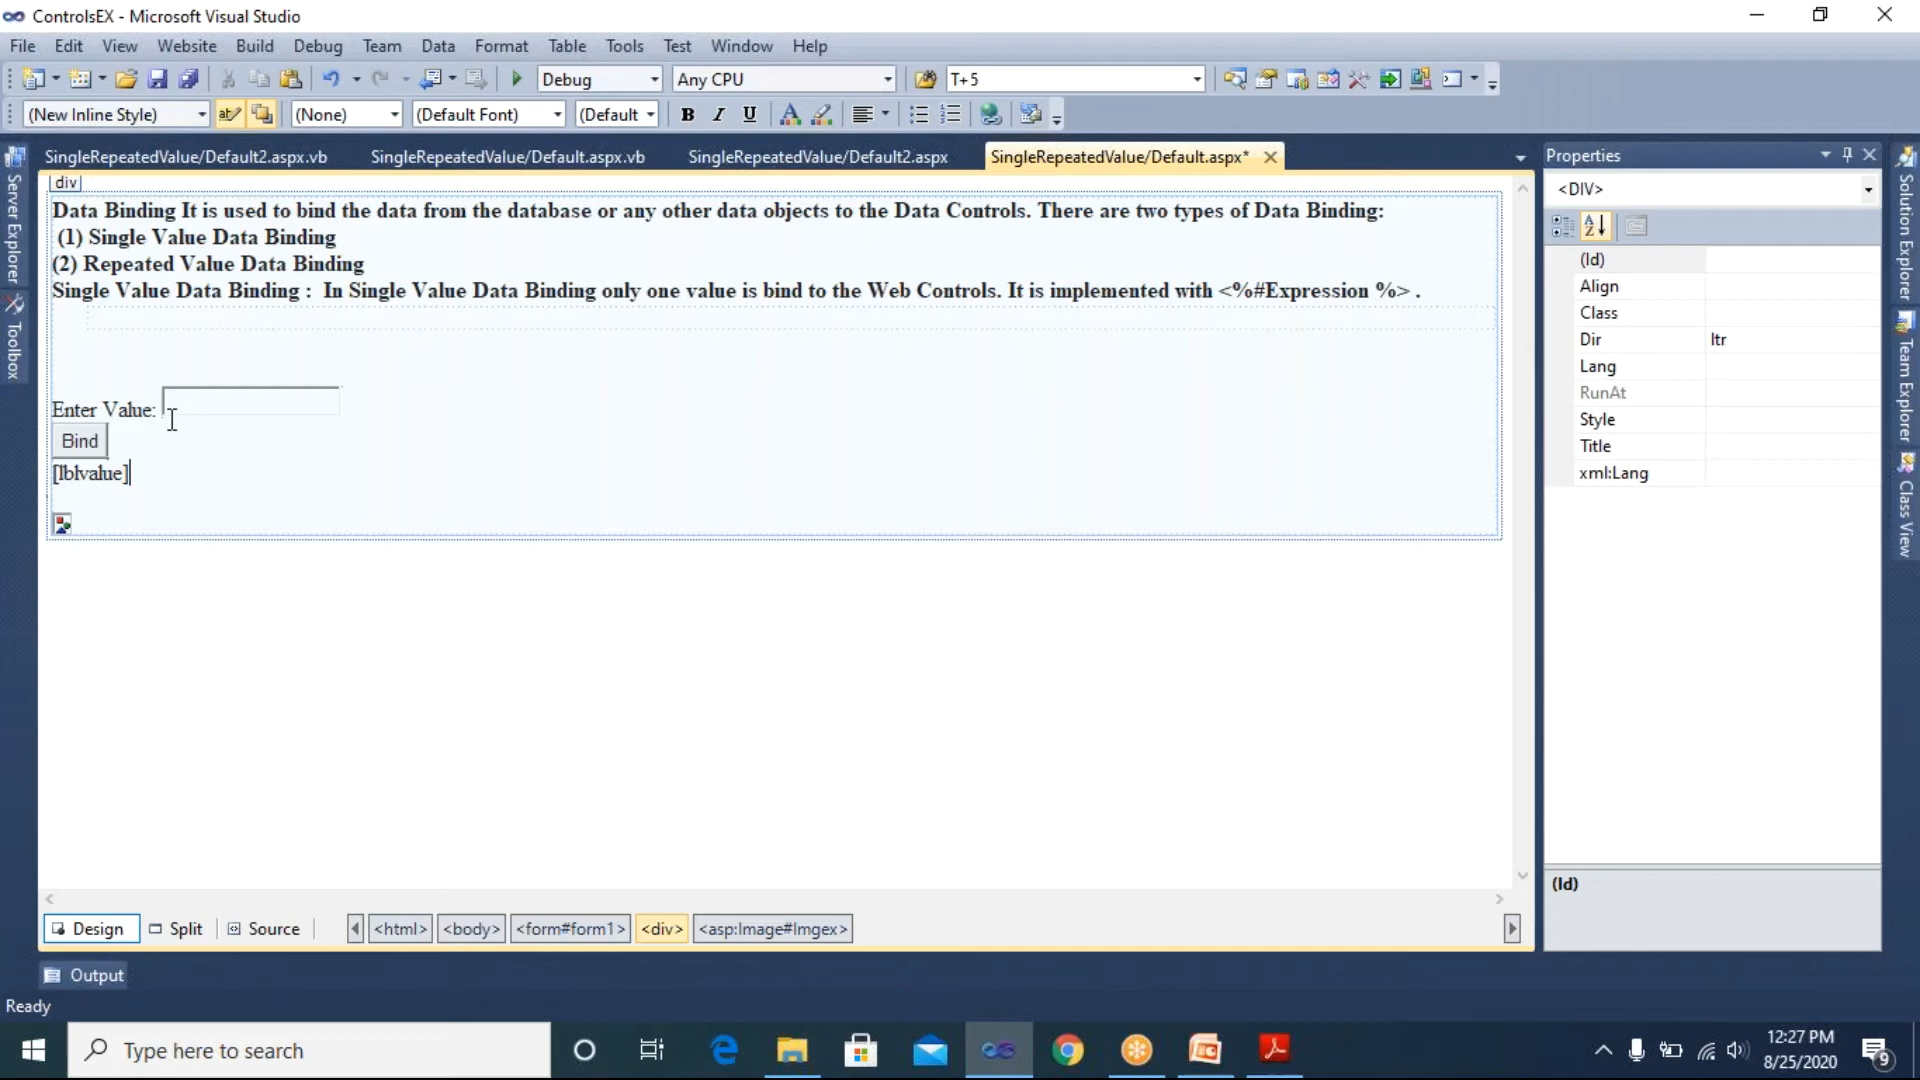 ControlsEX - Microsoft Visual Studio
File Edit View Website Build Debug Team Data Format Table Tools Test Window Help
Debug Any CPU T+5
(New Inline Style) (None) (Default Font) (Default B I U
SingleRepeatedValue/Default2.aspx.vb SingleRepeatedValue/Default.aspx.vb SingleRepeatedValue/Default2.aspx SingleRepeatedValue/Default.aspx*
Server Explorer
Toolbox
div
Data Binding It is used to bind the data from the database or any other data objects to the Data Controls. There are two types of Data Binding:
(1) Single Value Data Binding
(2) Repeated Value Data Binding
Single Value Data Binding : In Single Value Data Binding only one value is bind to the Web Controls. It is implemented with <%#Expression %> .
Enter Value:
Bind
[lblvalue]
Design Split Source <html> <body> <form#form1> <div> <asp:Image#Imgex>
Properties
<DIV>
(Id)
Align
Class
Dir ltr
Lang
RunAt
Style
Title
xml:Lang
(Id)
Solution Explorer
Team Explorer
Class View
Output
Ready
Type here to search
12:27 PM
8/25/2020
9